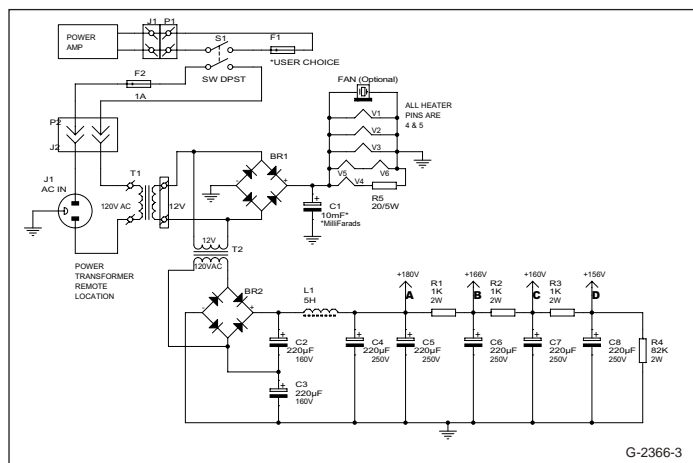 POWER
AMP
J1
P1
S1
SW DPST
F1
*USER CHOICE
F2
1A
P2
J2
J1
AC IN
T1
120V AC
12V
POWER
TRANSFORMER
REMOTE
LOCATION
BR1
-
+
FAN (Optional)
V1
V2
V3
V5
V6
V4
R5
20/5W
ALL HEATER
PINS ARE
4 & 5
+
C1
10mF*
*MilliFarads
12V
T2
120VAC
BR2
-
+
L1
5H
+
C2
220µF
160V
+
C3
220µF
160V
+
C4
220µF
250V
+180V
A
+
C5
220µF
250V
R1
1K
2W
+166V
B
+
C6
220µF
250V
R2
1K
2W
+160V
C
+
C7
220µF
250V
R3
1K
2W
+156V
D
+
C8
220µF
250V
R4
82K
2W
G-2366-3